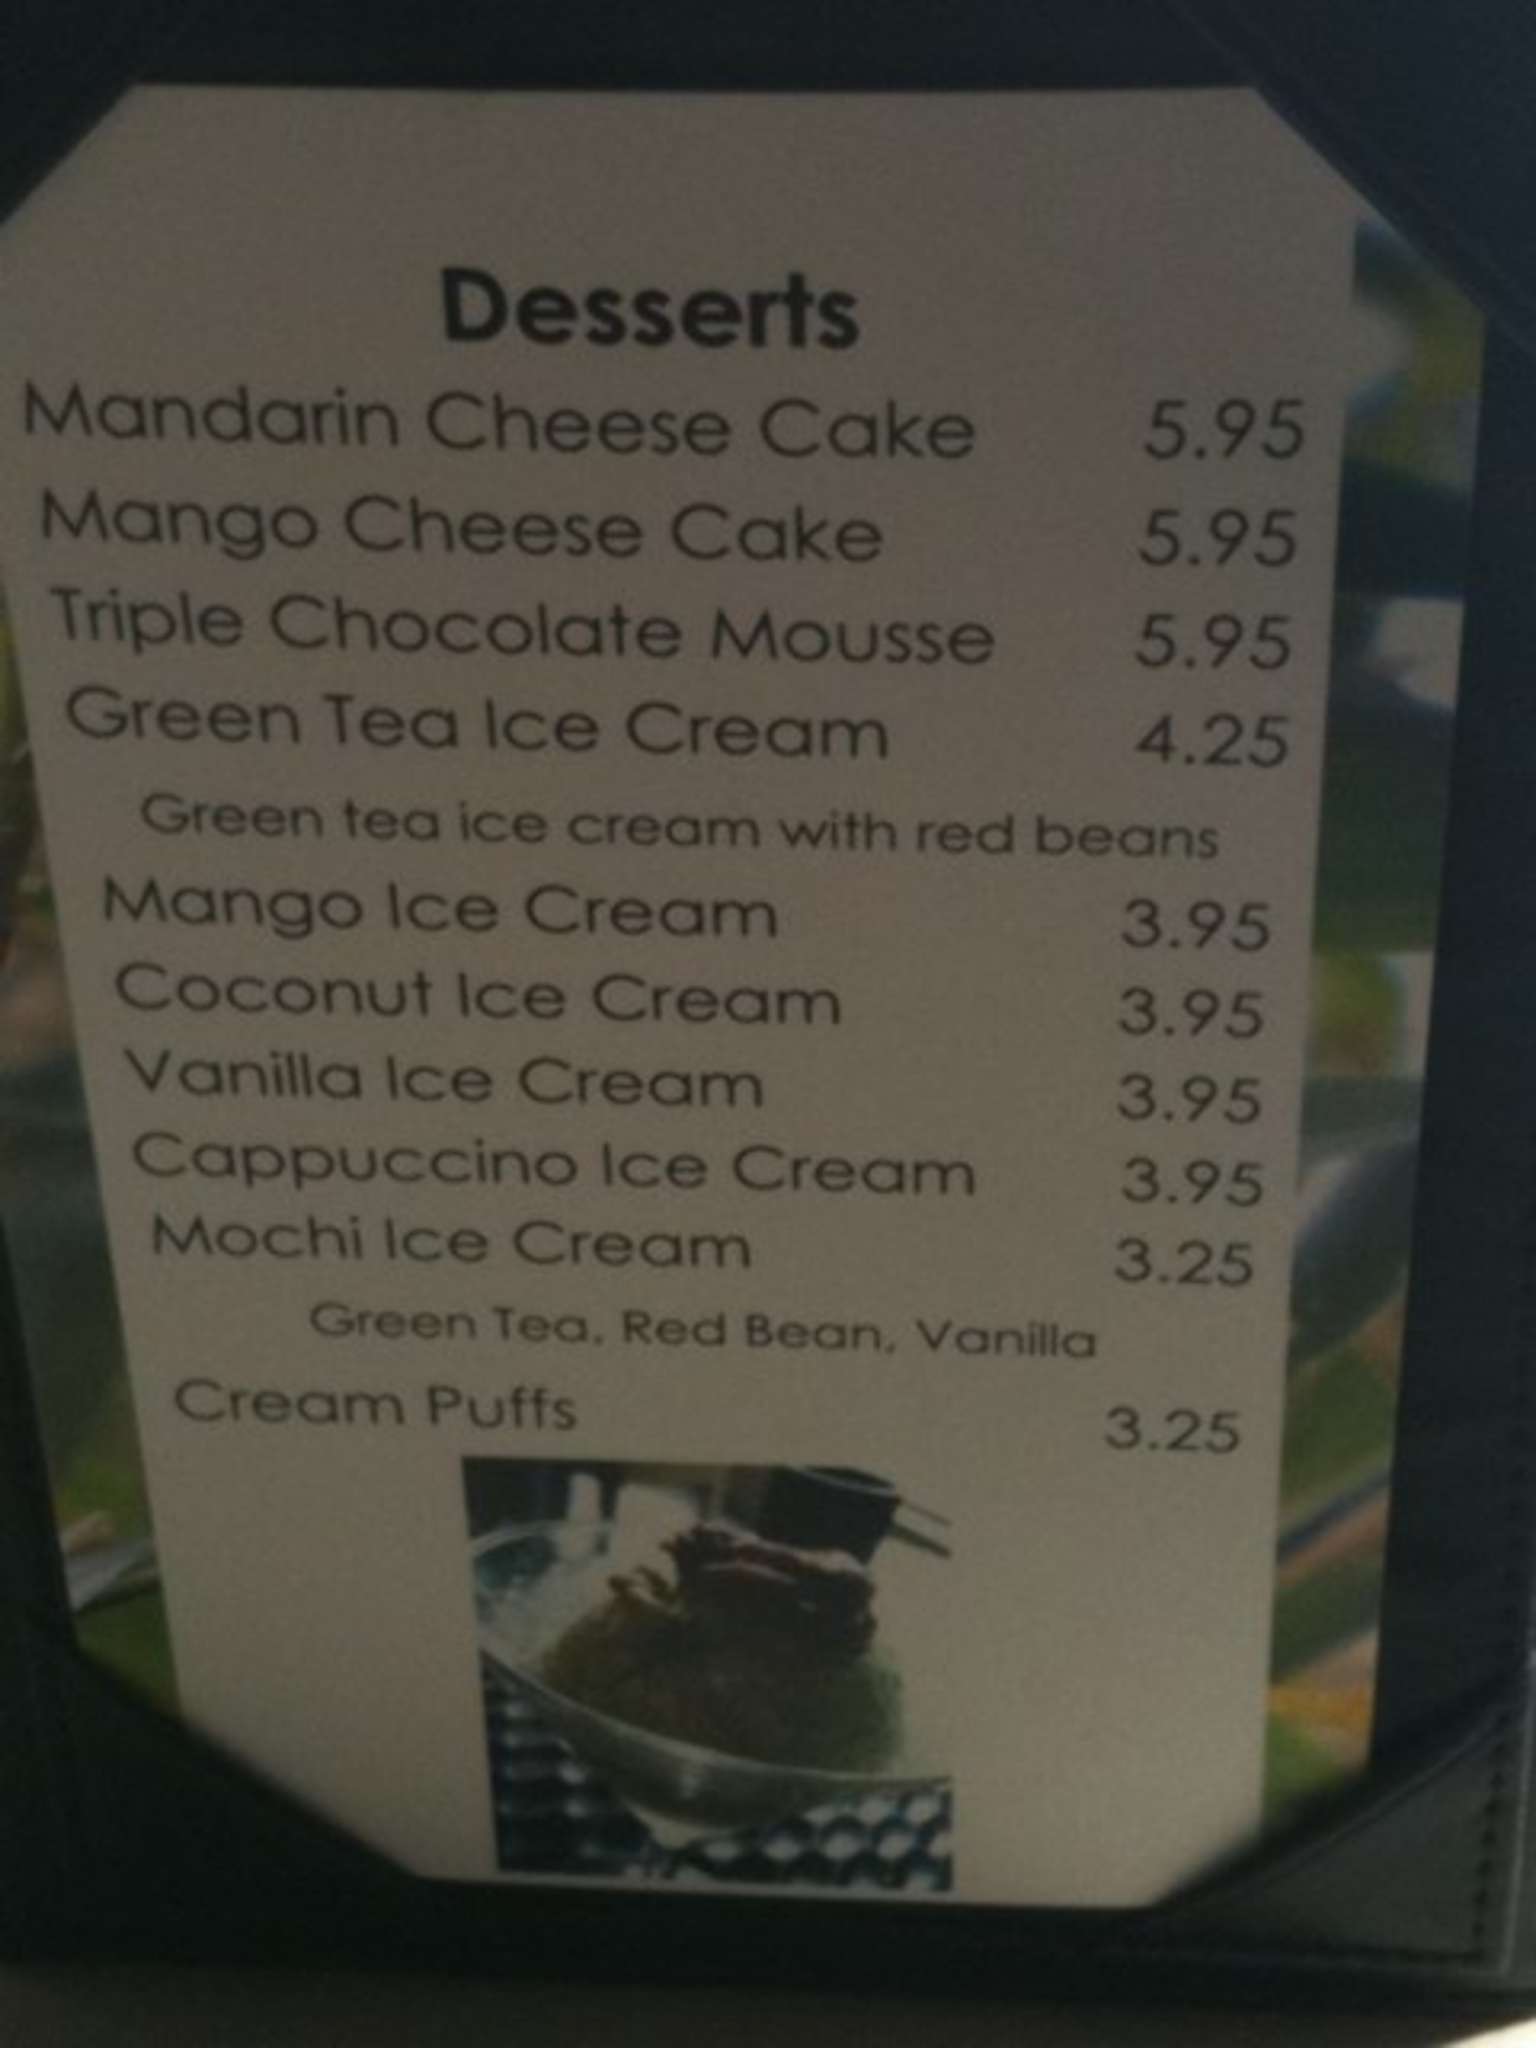 Desserts
Mandarin Cheese Cake 5.95
Mango Cheese Cake 5.95
Triple Chocolate Mousse 5.95
Green Tea Ice Cream 4.25
Green tea ice cream with red beans
Mango Ice Cream 3.95
Coconut Ice Cream 3.95
Vanilla Ice Cream 3.95
Cappuccino Ice Cream 3.95
Mochi Ice Cream 3.25
Green Tea, Red Bean, Vanilla
Cream Puffs 3.25